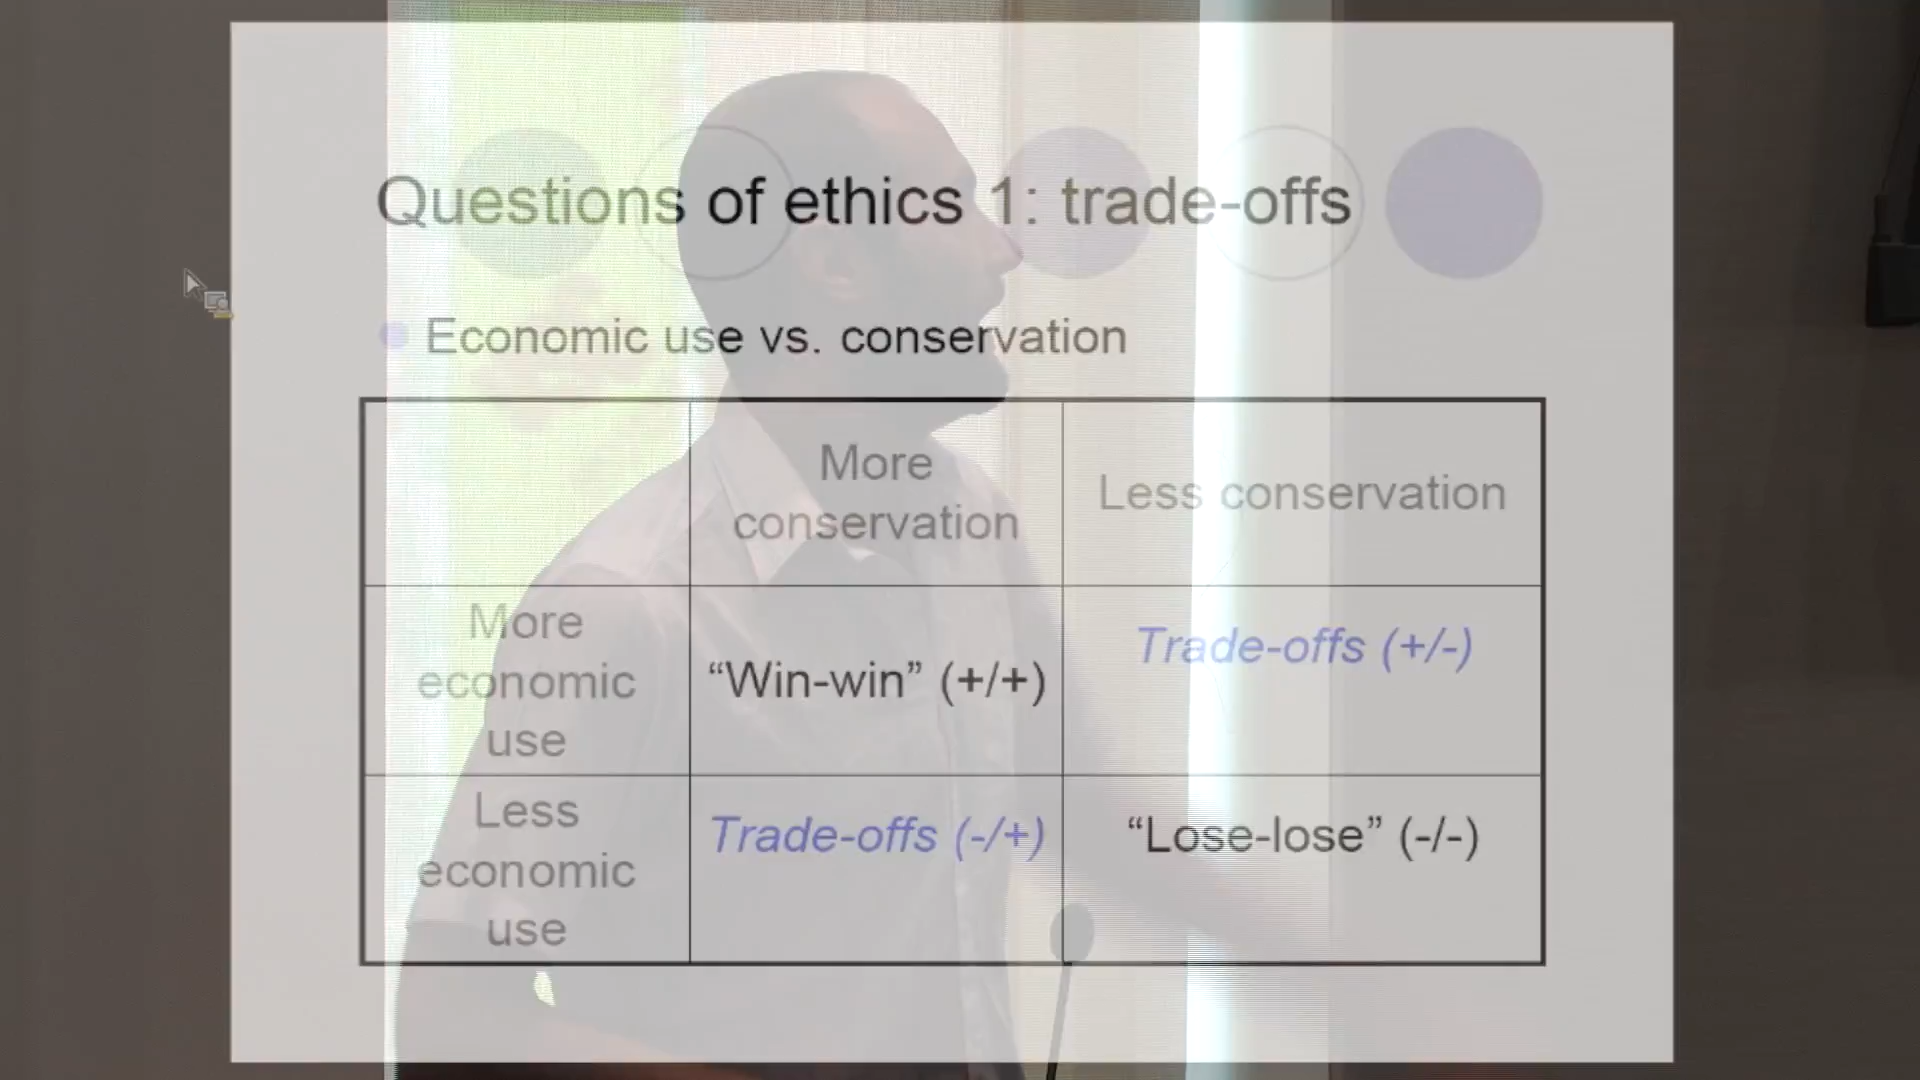 Questions of ethics 1: trade-offs
Economic use vs. conservation
More
conservation
Less conservation
More
economic
use
“Win-win” (+/+)
Trade-offs (+/-)
Less
economic
use
Trade-offs (-/+)
“Lose-lose” (-/-)